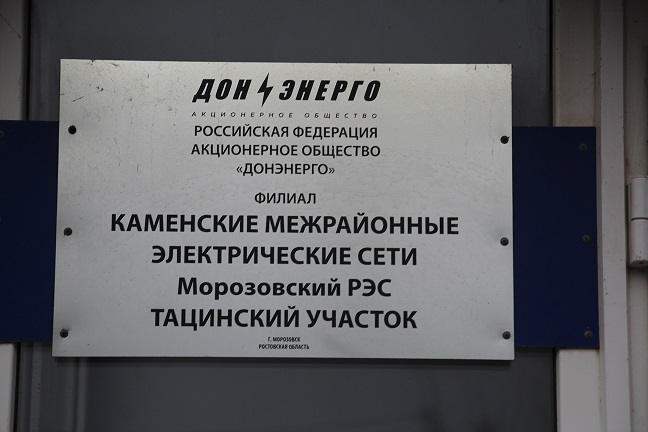 ДОН ЭНЕРГО
АКЦИОНЕРНОЕ ОБЩЕСТВО
РОССИЙСКАЯ ФЕДЕРАЦИЯ
АКЦИОНЕРНОЕ ОБЩЕСТВО
«ДОНЭНЕРГО»
ФИЛИАЛ
КАМЕНСКИЕ МЕЖРАЙОННЫЕ
ЭЛЕКТРИЧЕСКИЕ СЕТИ
Морозовский РЭС
ТАЦИНСКИЙ УЧАСТОК
Г. МОРОЗОВСК
РОСТОВСКАЯ ОБЛАСТЬ